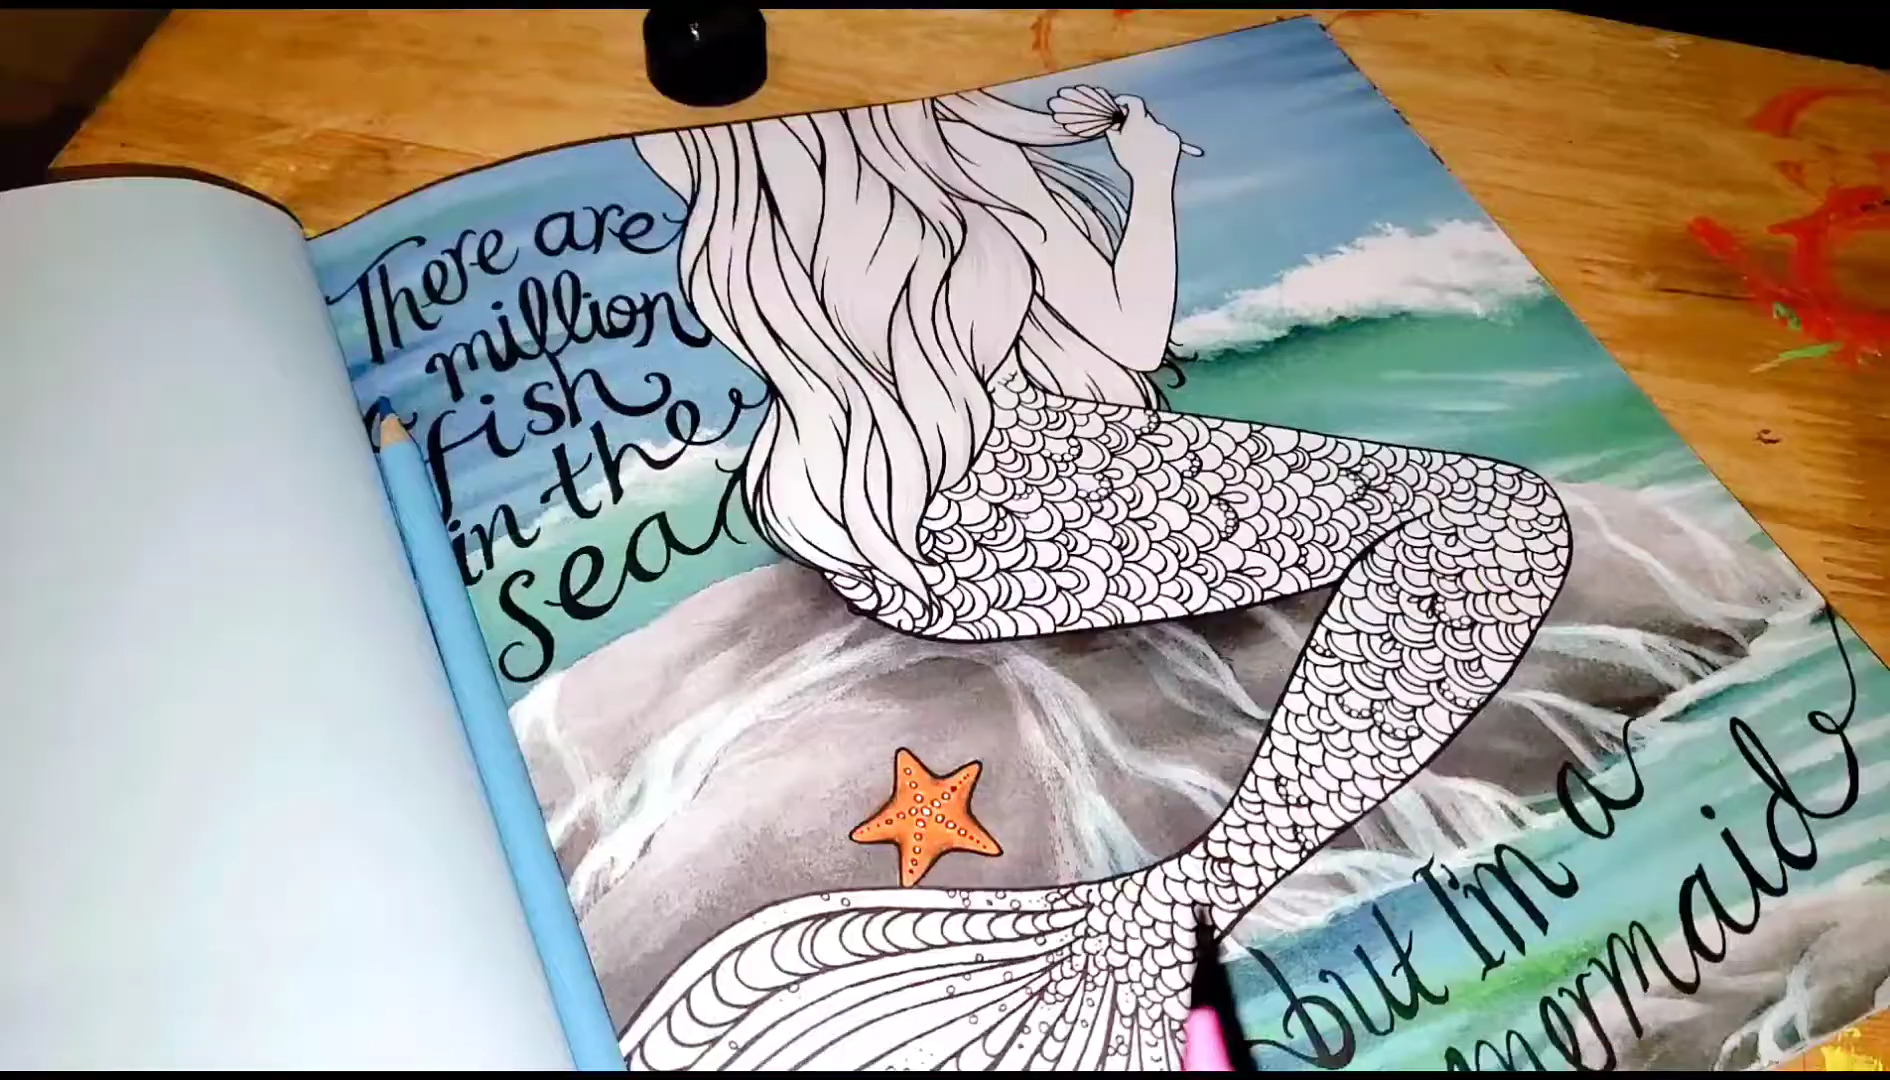 There are
a million
fish
in the
sea
but I'm a
mermaid